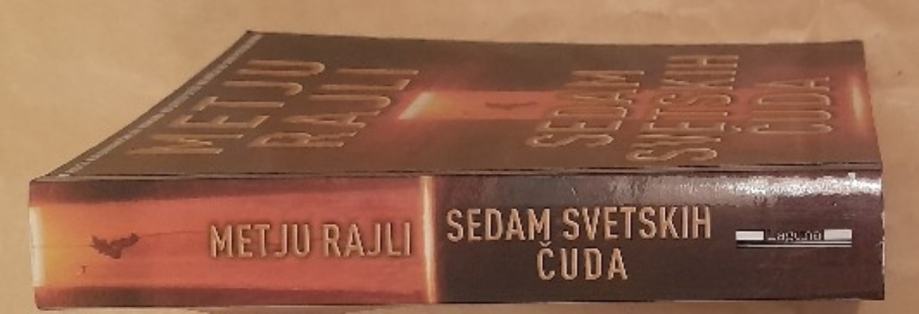 METJU
RAJLI
SEDAM
SVETSKIH
ČUDA
METJU RAJLI
SEDAM SVETSKIH
ČUDA
Laguna